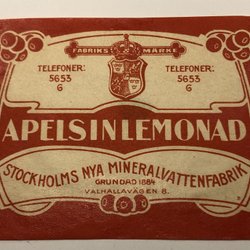 FABRIKS MÄRKE
TELEFONER: TELEFONER:
5653 5653
6 6
APELSINLEMONAD
STOCKHOLMS NYA MINERALVATTENFABRIK
GRUNDAD 1884
VALHALLAVÄGEN 8.